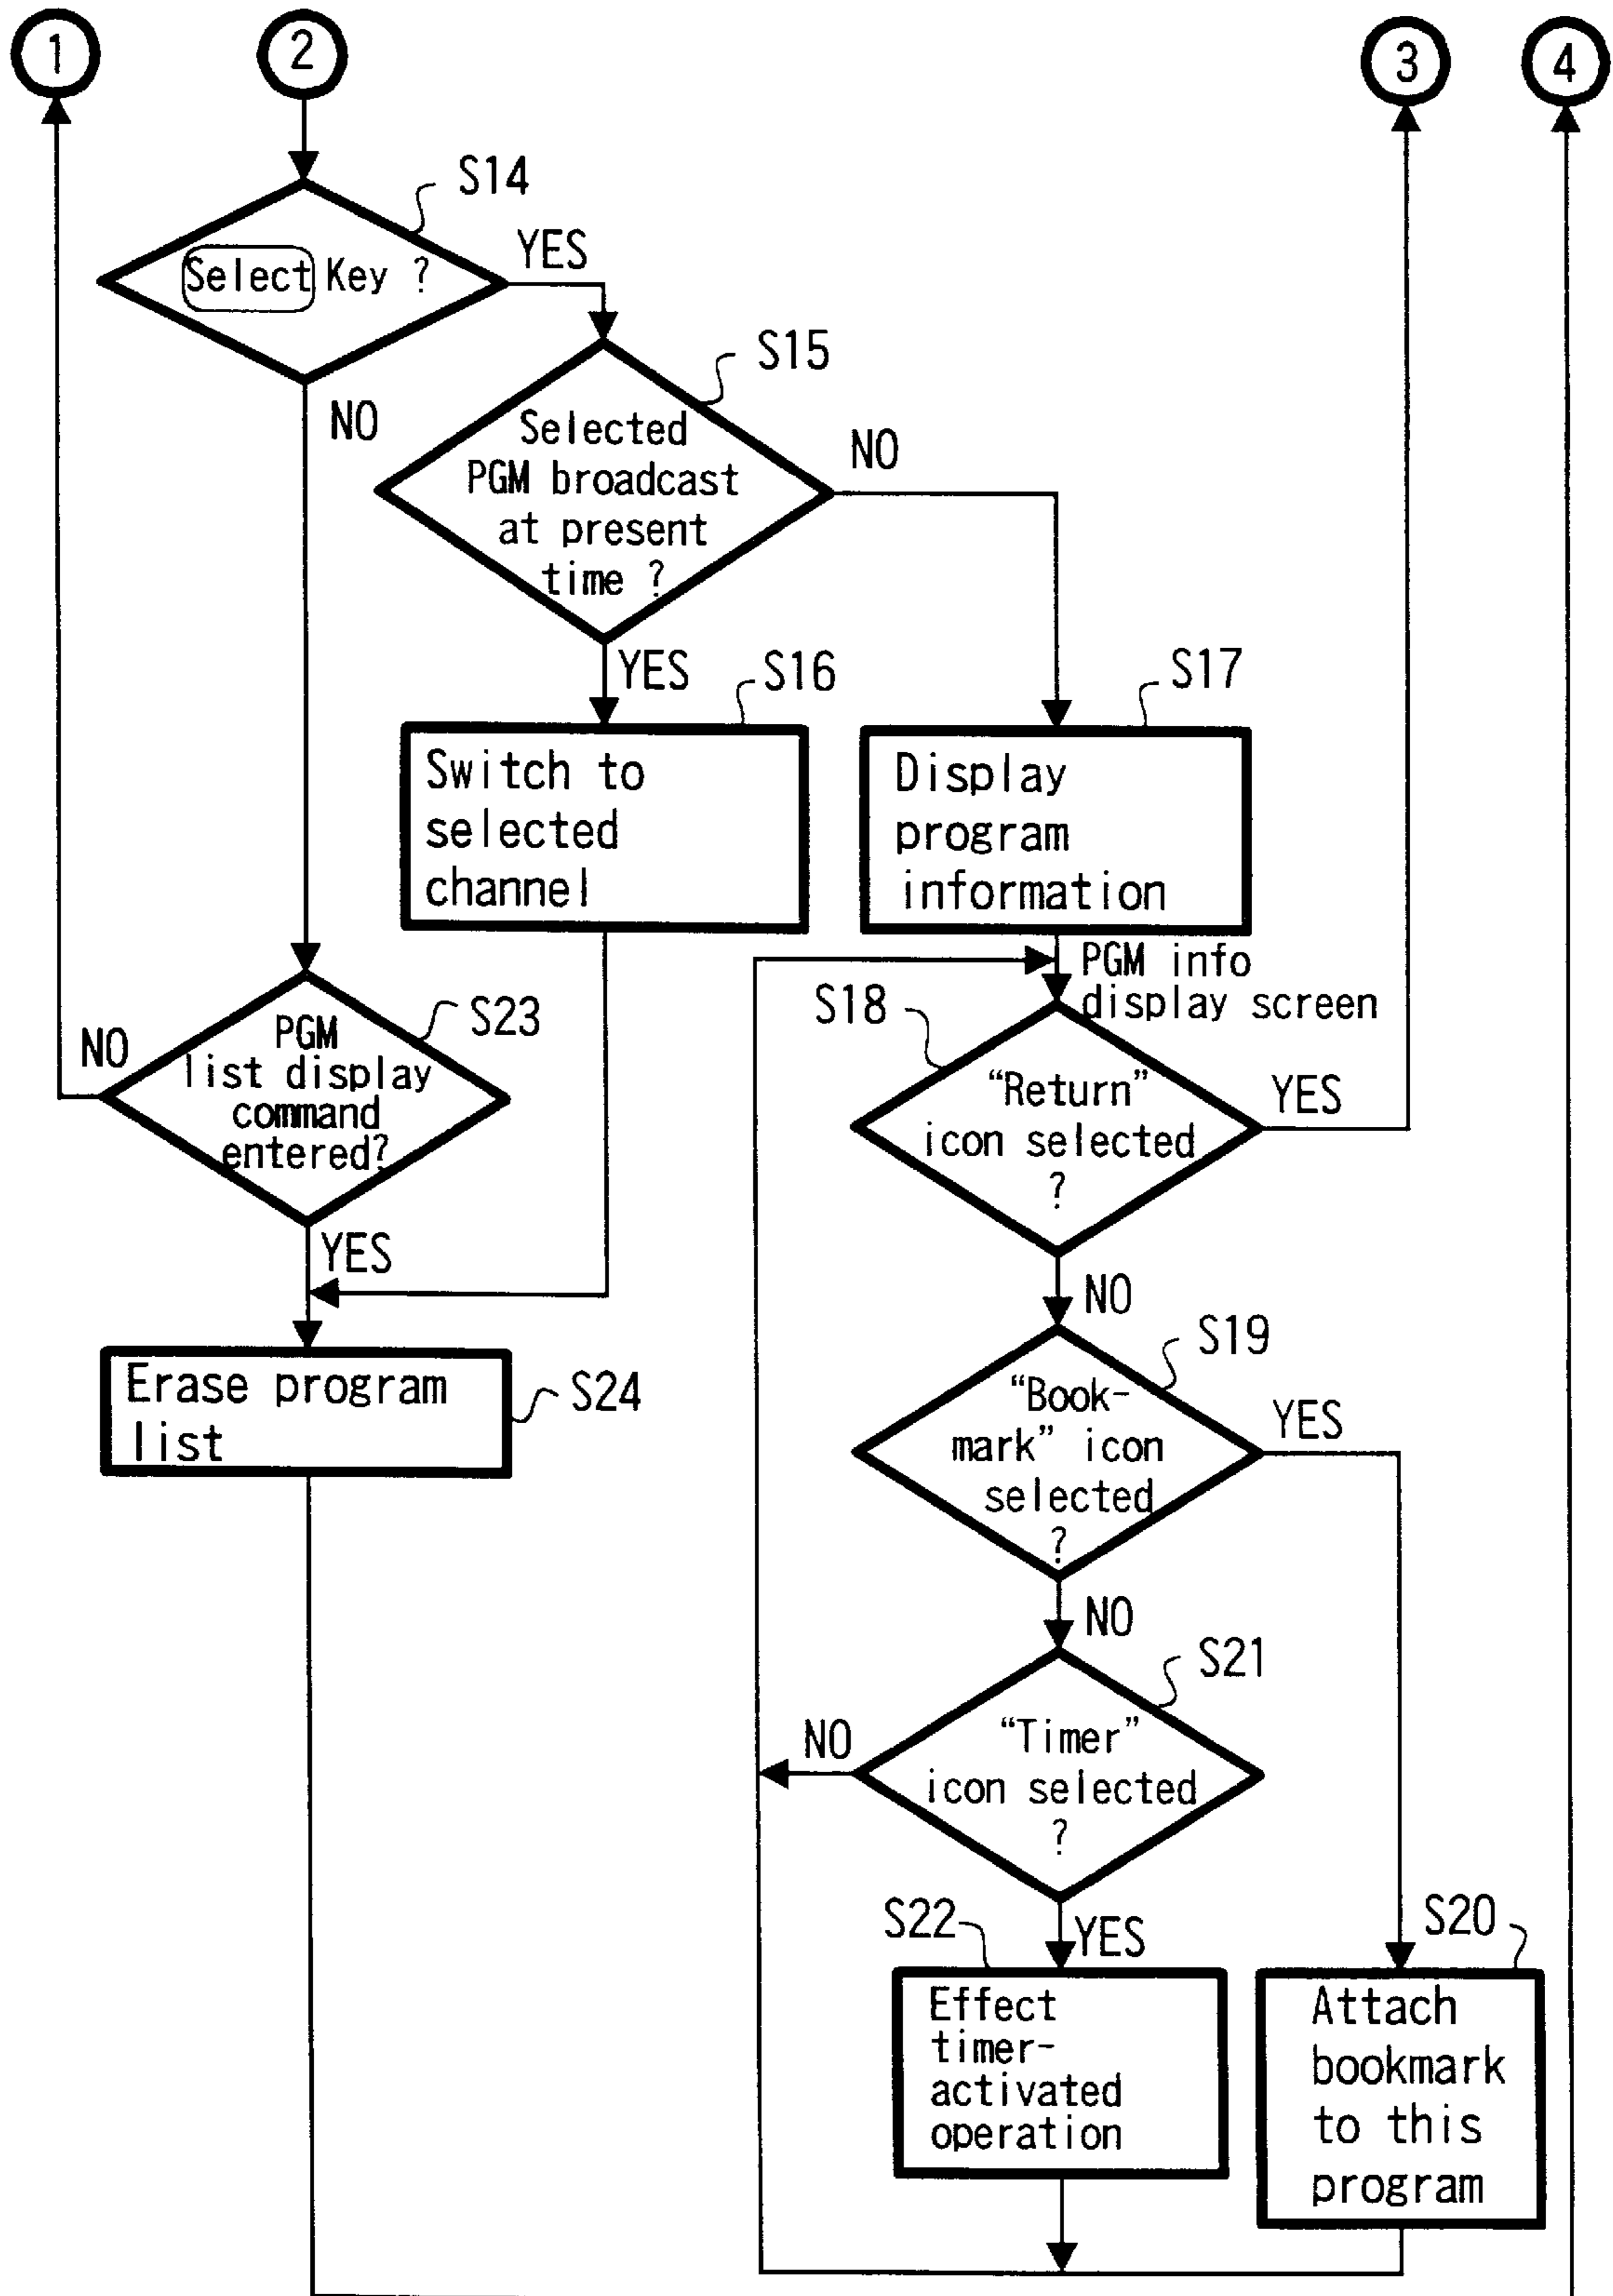 1
2
3
4
S14
Select Key ?
YES
NO
S15
Selected
PGM broadcast
at present
time ?
NO
YES
S16
Switch to
selected
channel
S17
Display
program
information
PGM info
display screen
S23
PGM
list display
command
entered?
NO
YES
S18
“Return”
icon selected
?
YES
NO
S24
Erase program
list
S19
“Book-
mark” icon
selected
?
YES
NO
S21
“Timer”
icon selected
?
NO
YES
S22
Effect
timer-
activated
operation
S20
Attach
bookmark
to this
program